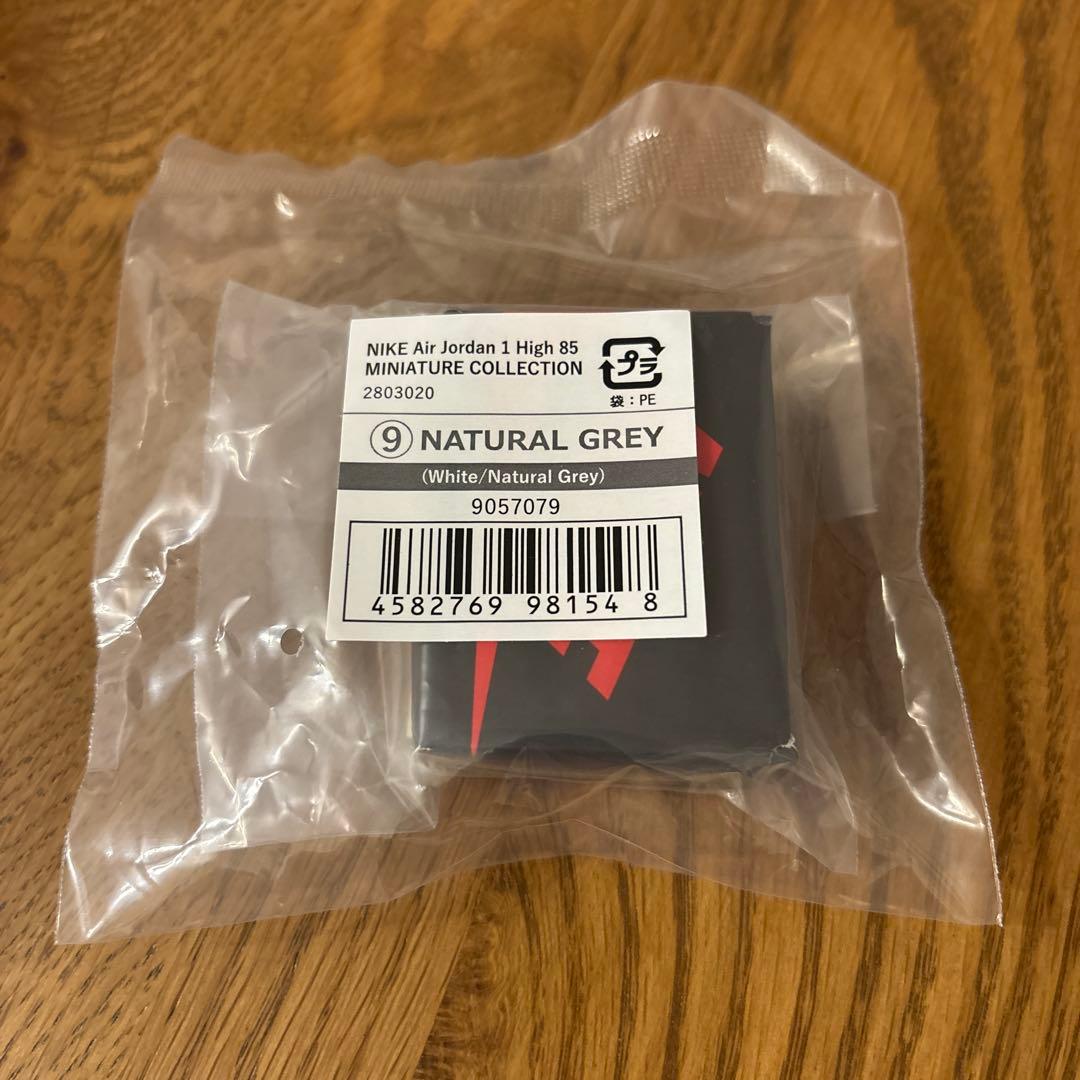 NIKE Air Jordan 1 High 85
MINIATURE COLLECTION
2803020
プラ
袋：PE
⑨ NATURAL GREY
(White/Natural Grey)
9057079
4582769 98154 8